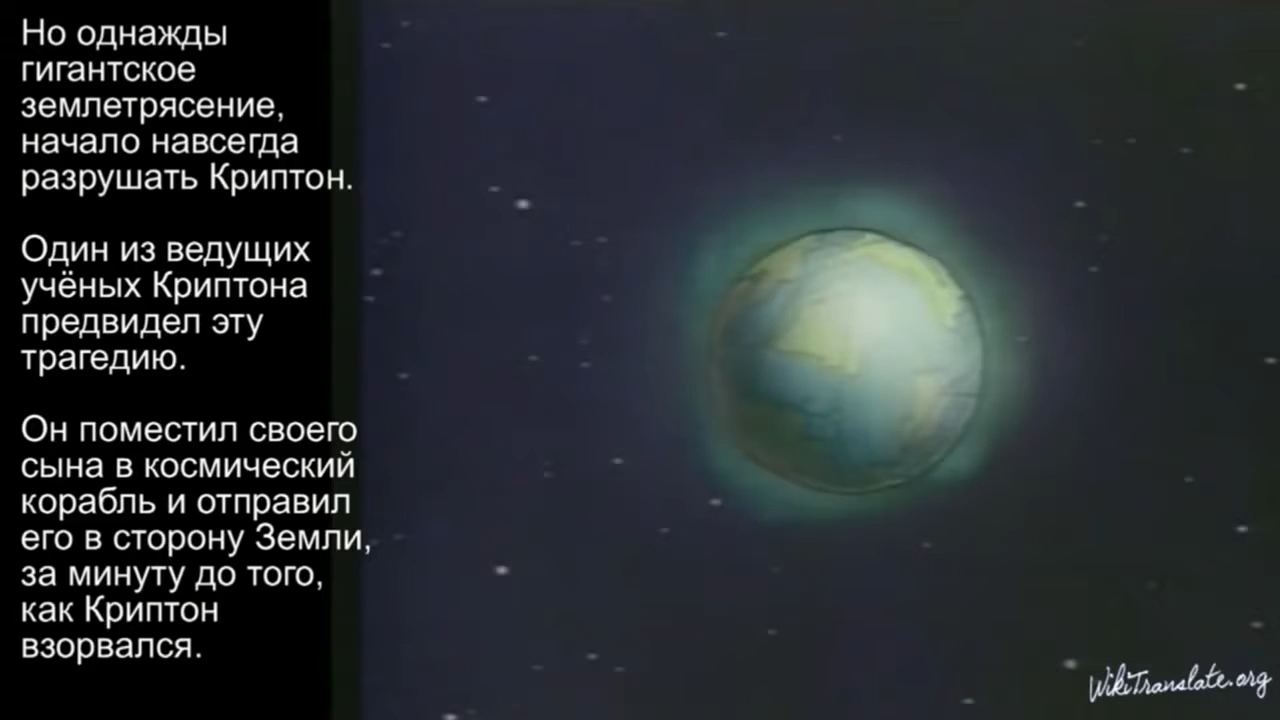 Но однажды
гигантское
землетрясение,
начало навсегда
разрушать Криптон.
Один из ведущих
учёных Криптона
предвидел эту
трагедию.
Он поместил своего
сына в космический
корабль и отправил
его в сторону Земли,
за минуту до того,
как Криптон
взорвался.
WikiTranslate.org